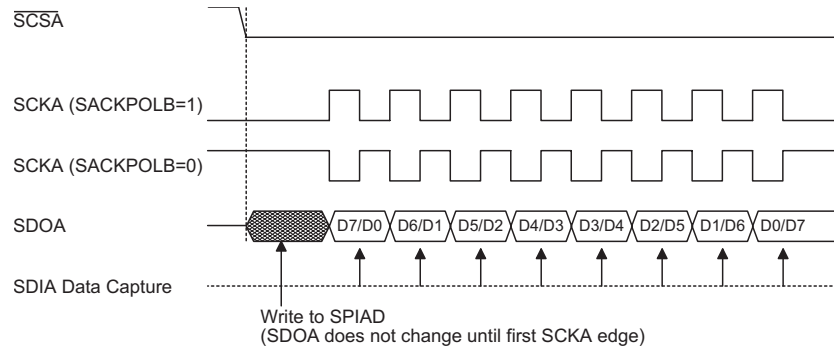 SCSA
SCKA (SACKPOLB=1)
SCKA (SACKPOLB=0)
SDOA
D7/D0 D6/D1 D5/D2 D4/D3 D3/D4 D2/D5 D1/D6 D0/D7
SDIA Data Capture
Write to SPIAD
(SDOA does not change until first SCKA edge)